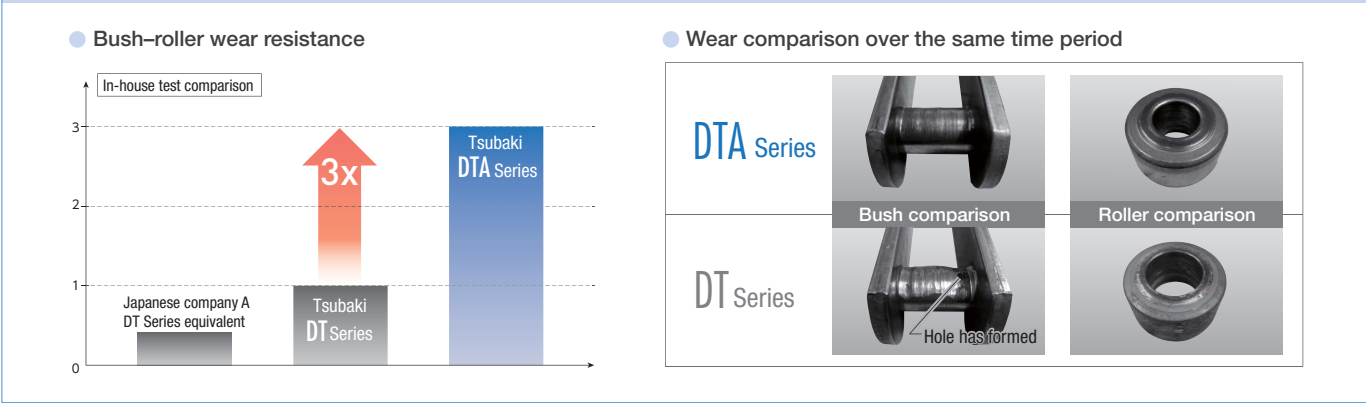 Bush–roller wear resistance
In-house test comparison
3
2
1
0
Japanese company A
DT Series equivalent
3x
Tsubaki
DT Series
Tsubaki
DTA Series
Wear comparison over the same time period
DTA Series
Bush comparison
Roller comparison
DT Series
Hole has formed